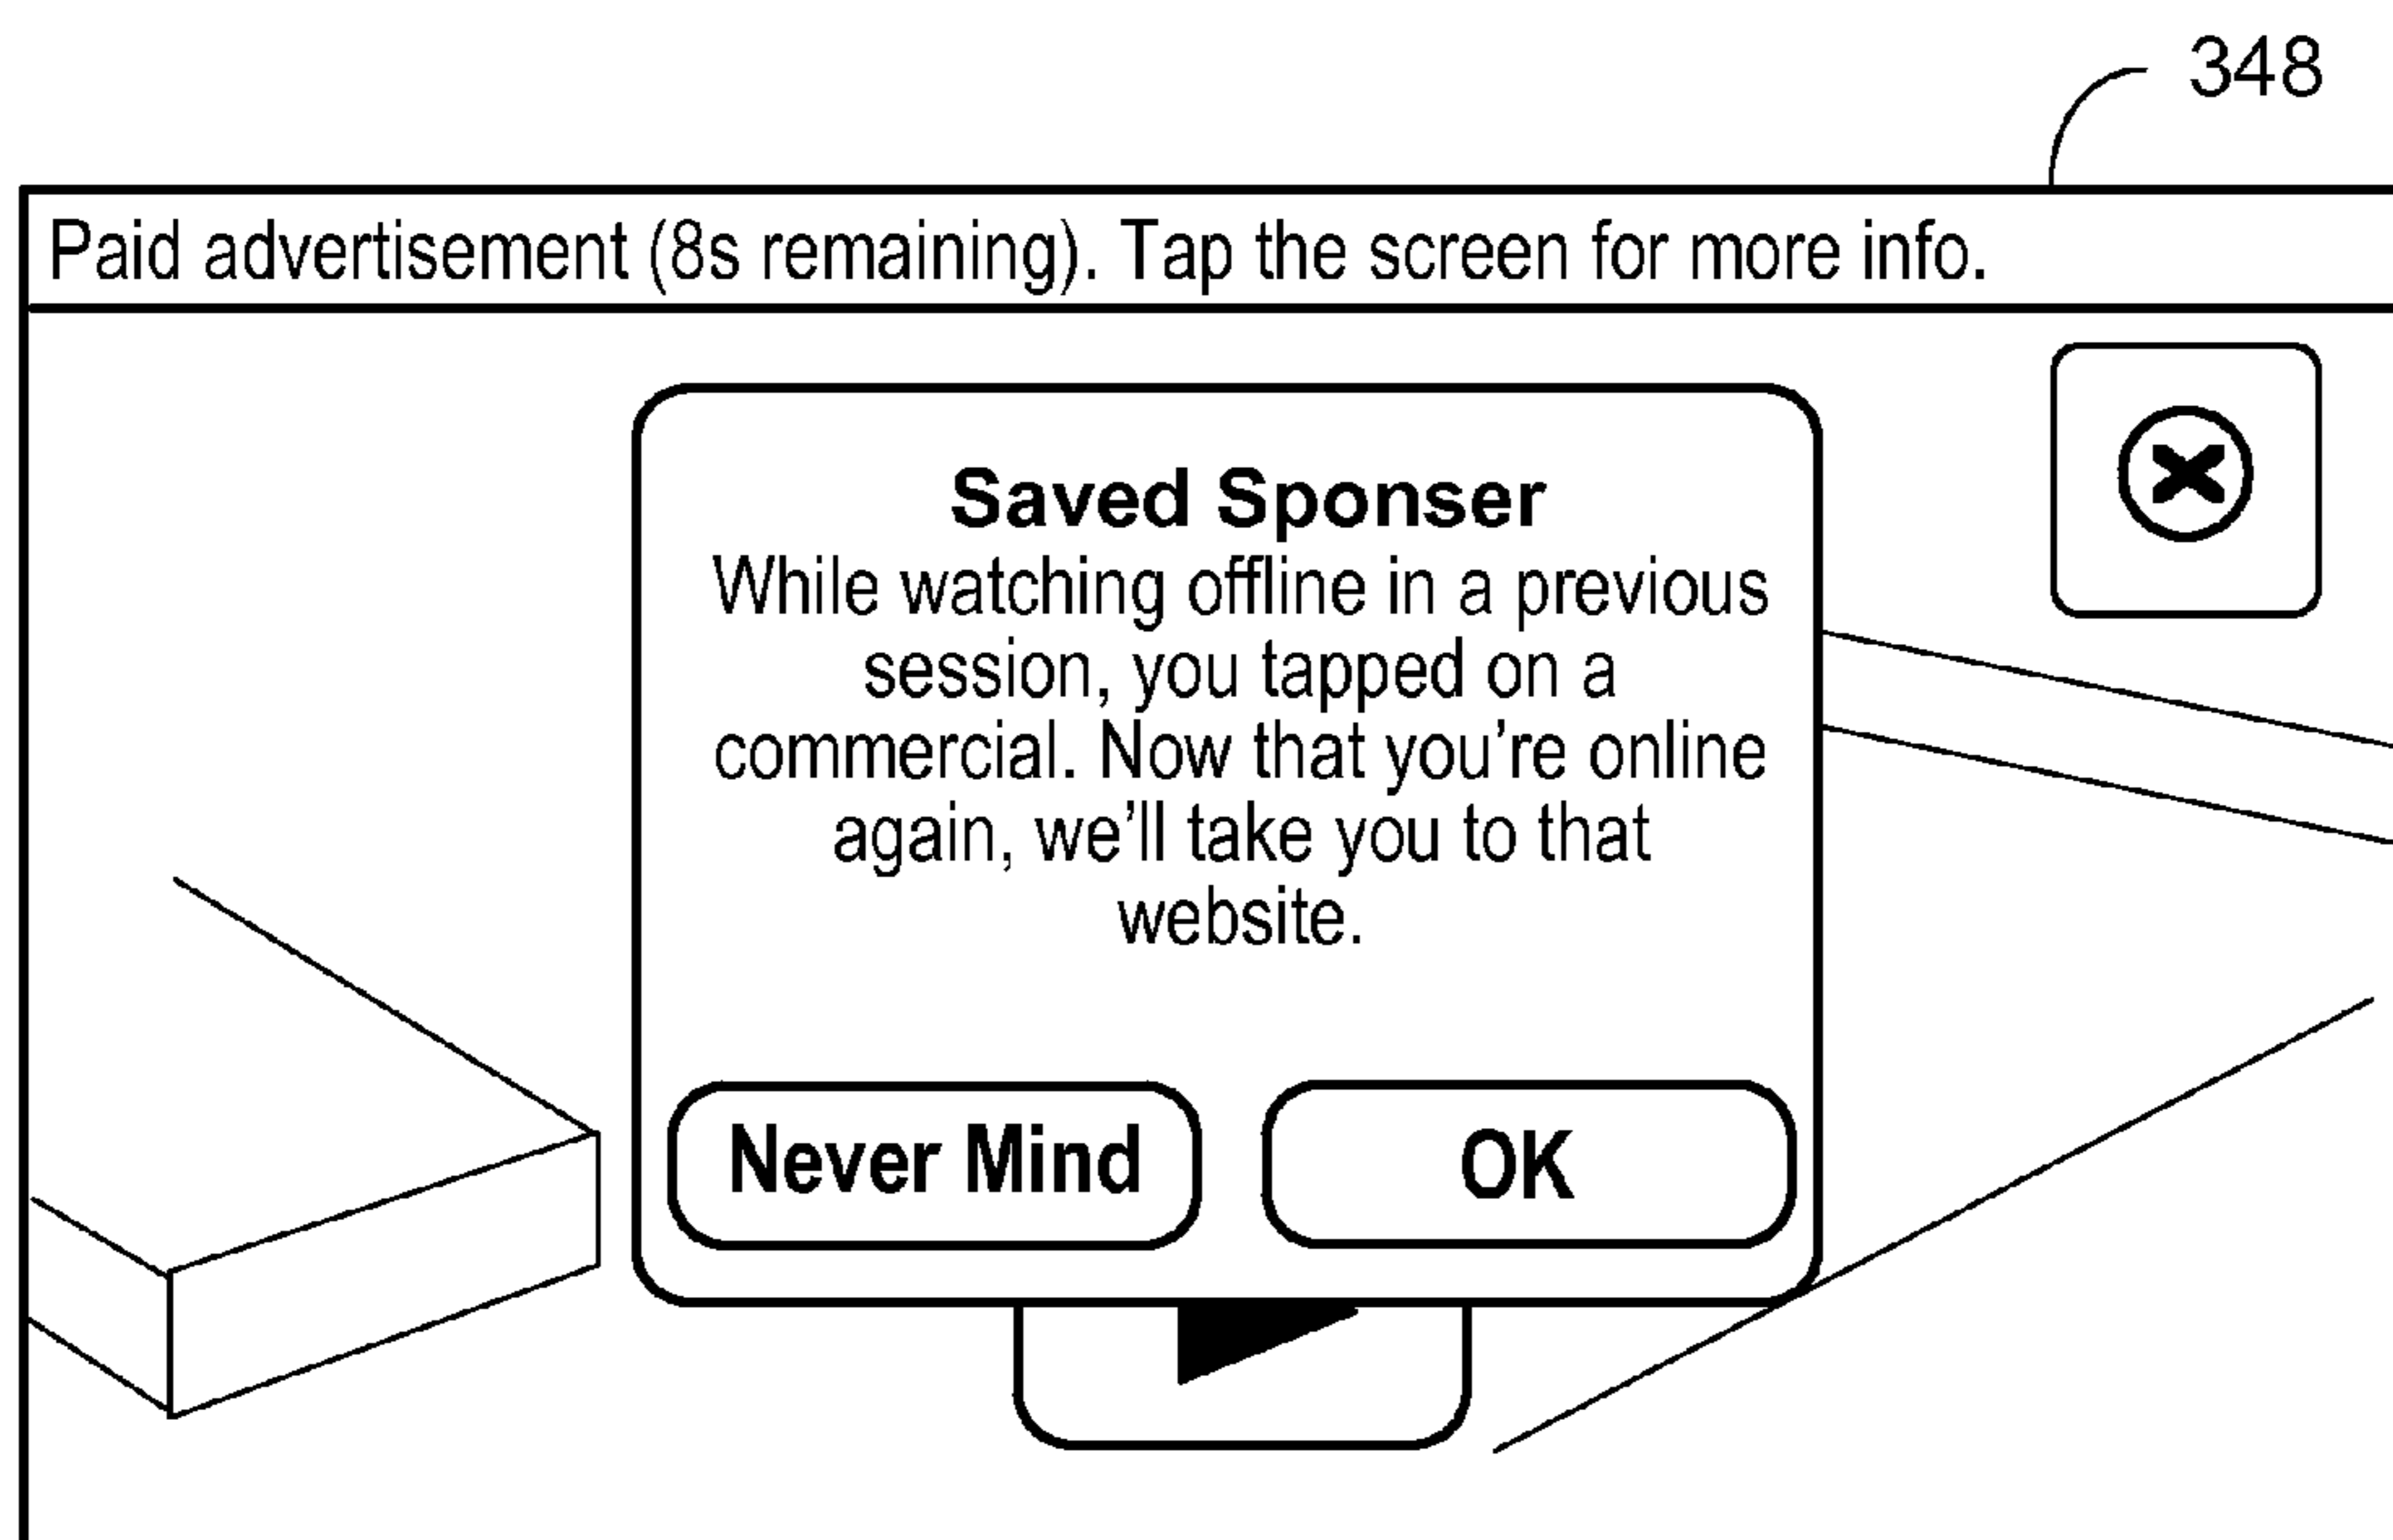 348
Paid advertisement (8s remaining). Tap the screen for more info.
Saved Sponser
While watching offline in a previous
session, you tapped on a
commercial. Now that you're online
again, we'll take you to that
website.
Never Mind
OK